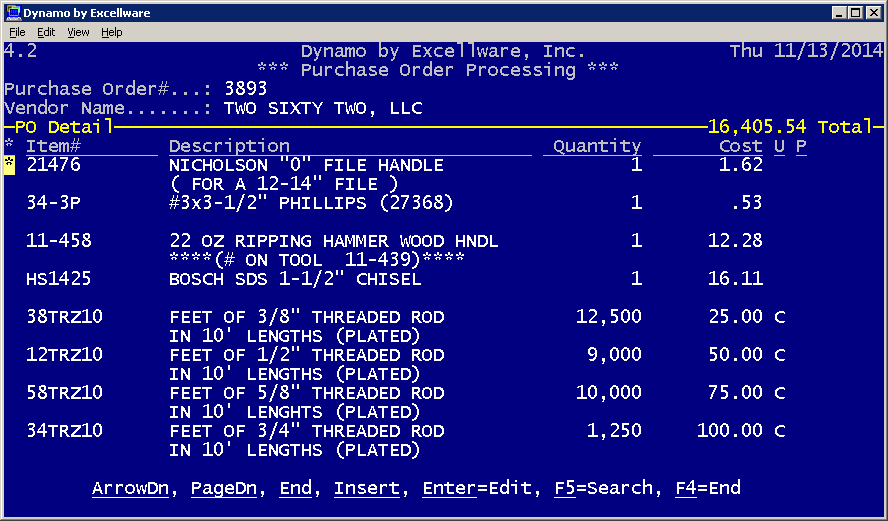 Dynamo by Excellware
File Edit View Help
4.2 Dynamo by Excellware, Inc. Thu 11/13/2014
*** Purchase Order Processing ***
Purchase Order#...: 3893
Vendor Name.......: TWO SIXTY TWO, LLC
PO Detail 16,405.54 Total
* Item# Description Quantity Cost U P
* 21476 NICHOLSON "0" FILE HANDLE 1 1.62
( FOR A 12-14" FILE )
34-3P #3x3-1/2" PHILLIPS (27368) 1 .53
11-458 22 OZ RIPPING HAMMER WOOD HNDL 1 12.28
****(# ON TOOL 11-439)****
HS1425 BOSCH SDS 1-1/2" CHISEL 1 16.11
38TRZ10 FEET OF 3/8" THREADED ROD 12,500 25.00 C
IN 10' LENGTHS (PLATED)
12TRZ10 FEET OF 1/2" THREADED ROD 9,000 50.00 C
IN 10' LENGTHS (PLATED)
58TRZ10 FEET OF 5/8" THREADED ROD 10,000 75.00 C
IN 10' LENGHTS (PLATED)
34TRZ10 FEET OF 3/4" THREADED ROD 1,250 100.00 C
IN 10' LENGTHS (PLATED)
ArrowDn, PageDn, End, Insert, Enter=Edit, F5=Search, F4=End